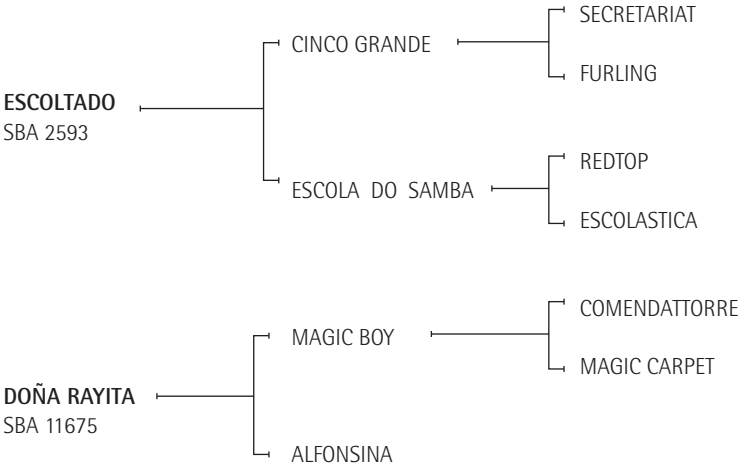 SECRETARIAT
CINCO GRANDE
FURLING
ESCOLTADO
SBA 2593
REDTOP
ESCOLA DO SAMBA
ESCOLASTICA
COMENDATTORRE
MAGIC BOY
MAGIC CARPET
DOÑA RAYITA
SBA 11675
ALFONSINA